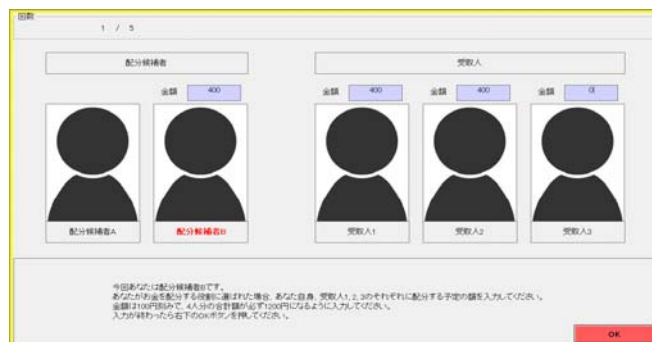 回数
1 / 5
配分候補者
受取人
金額 400
金額 400
金額 400
金額 0
配分候補者A
配分候補者B
受取人1
受取人2
受取人3
今回あなたは配分候補者Bです。
あなたがお金を配分する役割に選ばれた場合、あなた自身、受取人1, 2, 3のそれぞれに配分する予定の額を入力してください。
金額は100円刻みで、4人分の合計額が必ず1200円になるように入力してください。
入力が終わったら右下のOKボタンを押してください。
OK